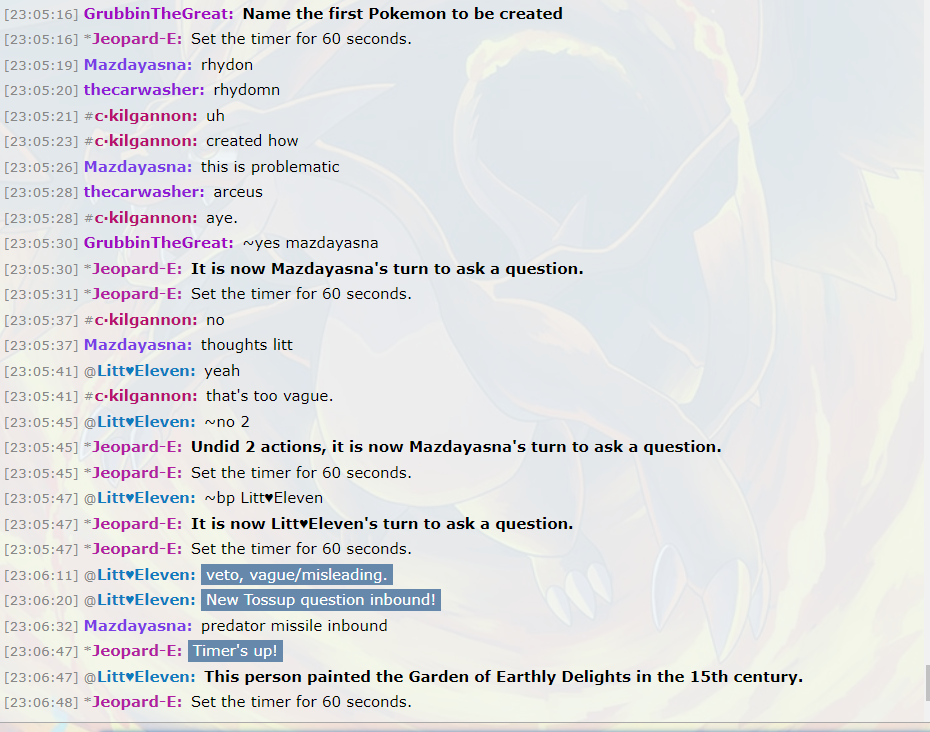 [23:05:16] GrubbinTheGreat: Name the first Pokemon to be created
[23:05:16] *Jeopard-E: Set the timer for 60 seconds.
[23:05:19] Mazdayasna: rhydon
[23:05:20] thecarwasher: rhydomn
[23:05:21] #c·kilgannon: uh
[23:05:23] #c·kilgannon: created how
[23:05:26] Mazdayasna: this is problematic
[23:05:28] thecarwasher: arceus
[23:05:28] #c·kilgannon: aye.
[23:05:30] GrubbinTheGreat: ~yes mazdayasna
[23:05:30] *Jeopard-E: It is now Mazdayasna's turn to ask a question.
[23:05:31] *Jeopard-E: Set the timer for 60 seconds.
[23:05:37] #c·kilgannon: no
[23:05:37] Mazdayasna: thoughts litt
[23:05:41] @Litt♥Eleven: yeah
[23:05:41] #c·kilgannon: that's too vague.
[23:05:45] @Litt♥Eleven: ~no 2
[23:05:45] *Jeopard-E: Undid 2 actions, it is now Mazdayasna's turn to ask a question.
[23:05:45] *Jeopard-E: Set the timer for 60 seconds.
[23:05:47] @Litt♥Eleven: ~bp Litt♥Eleven
[23:05:47] *Jeopard-E: It is now Litt♥Eleven's turn to ask a question.
[23:05:47] *Jeopard-E: Set the timer for 60 seconds.
[23:06:11] @Litt♥Eleven: veto, vague/misleading.
[23:06:20] @Litt♥Eleven: New Tossup question inbound!
[23:06:32] Mazdayasna: predator missile inbound
[23:06:47] *Jeopard-E: Timer's up!
[23:06:47] @Litt♥Eleven: This person painted the Garden of Earthly Delights in the 15th century.
[23:06:48] *Jeopard-E: Set the timer for 60 seconds.